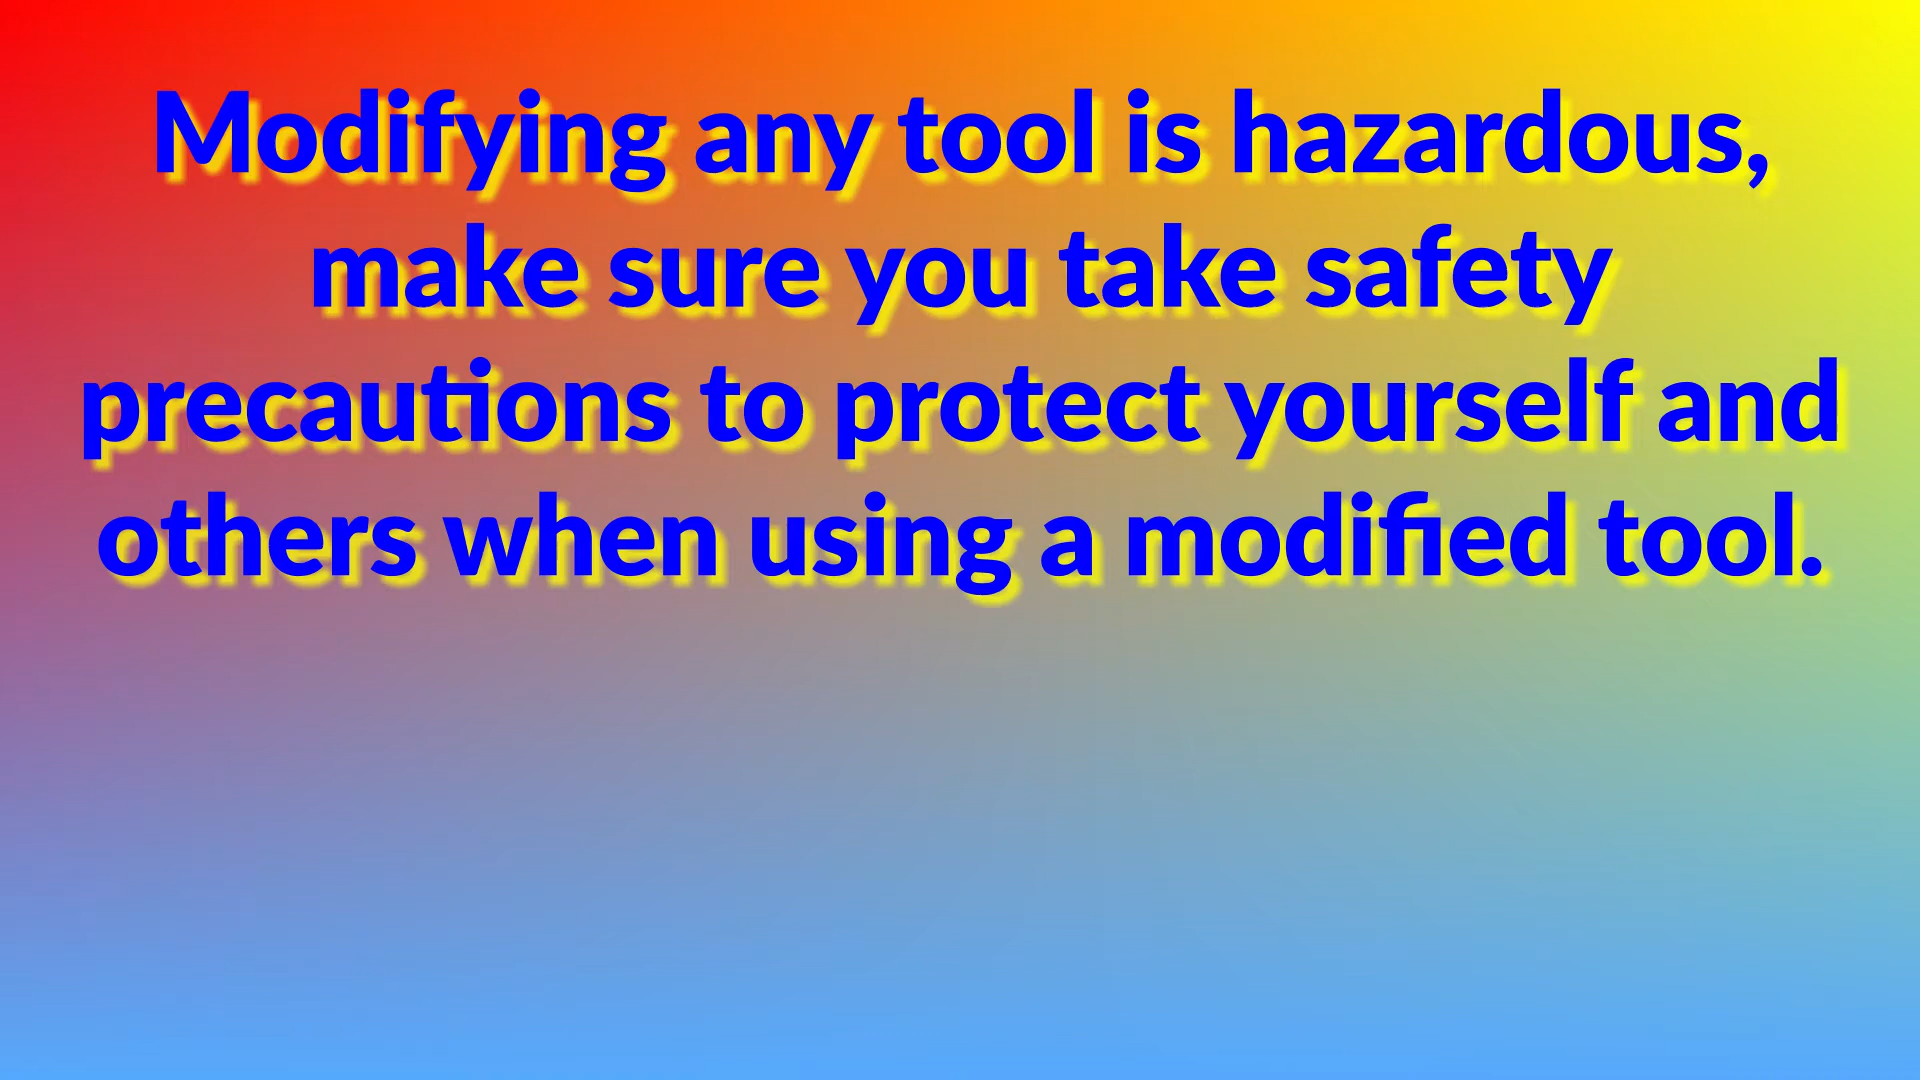 Modifying any tool is hazardous,
make sure you take safety
precautions to protect yourself and
others when using a modified tool.